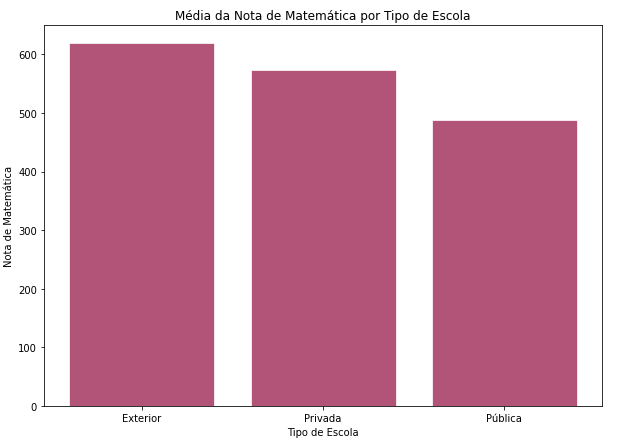 Média da Nota de Matemática por Tipo de Escola
Nota de Matemática
600
500
400
300
200
100
0
Exterior Privada Pública
Tipo de Escola